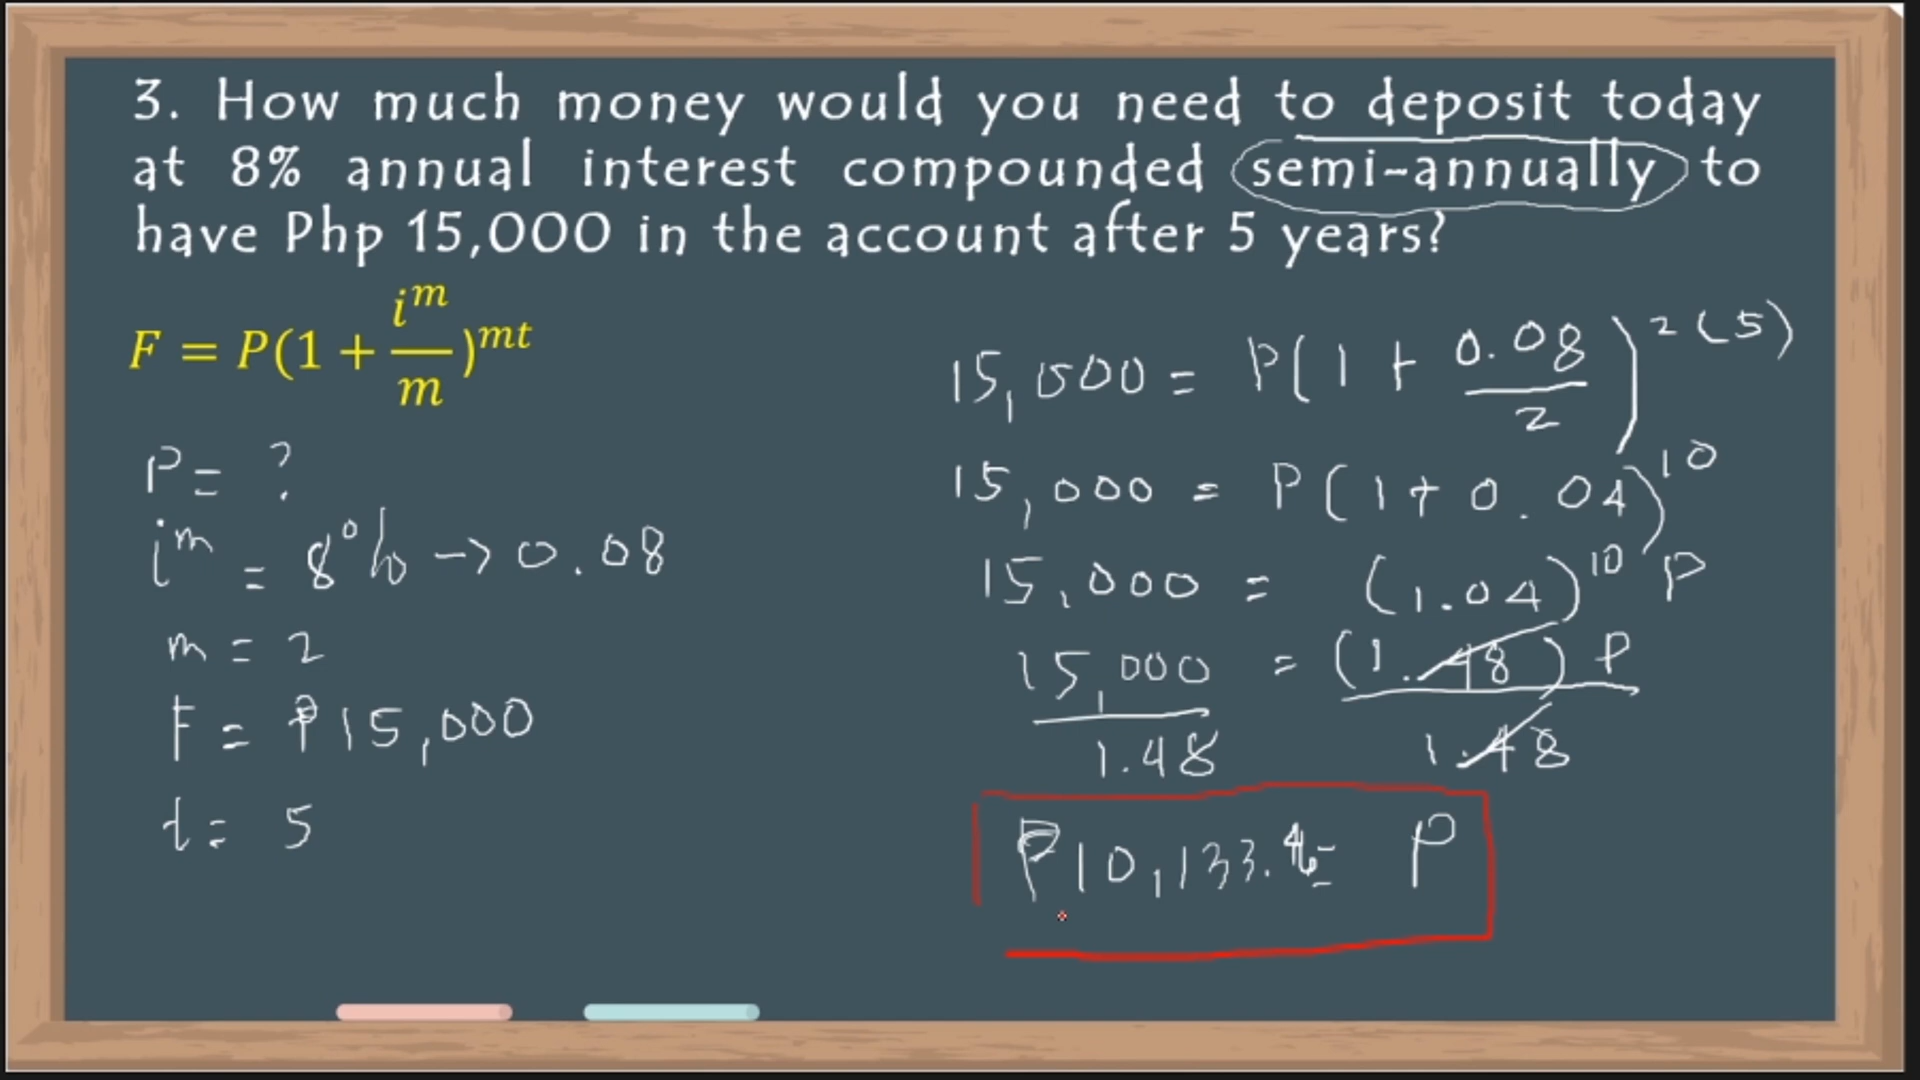 3. How much money would you need to deposit today
at 8% annual interest compounded semi-annually to
have Php 15,000 in the account after 5 years?
F = P(1 + i^m/m)^mt
P = ?
i^m = 8% → 0.08
m = 2
F = ₱15,000
t = 5
15,000 = P(1 + 0.08/2)^2(5)
15,000 = P(1 + 0.04)^10
15,000 = (1.04)^10 P
15,000/1.48 = (1.48)P/1.48
₱10,133. = P